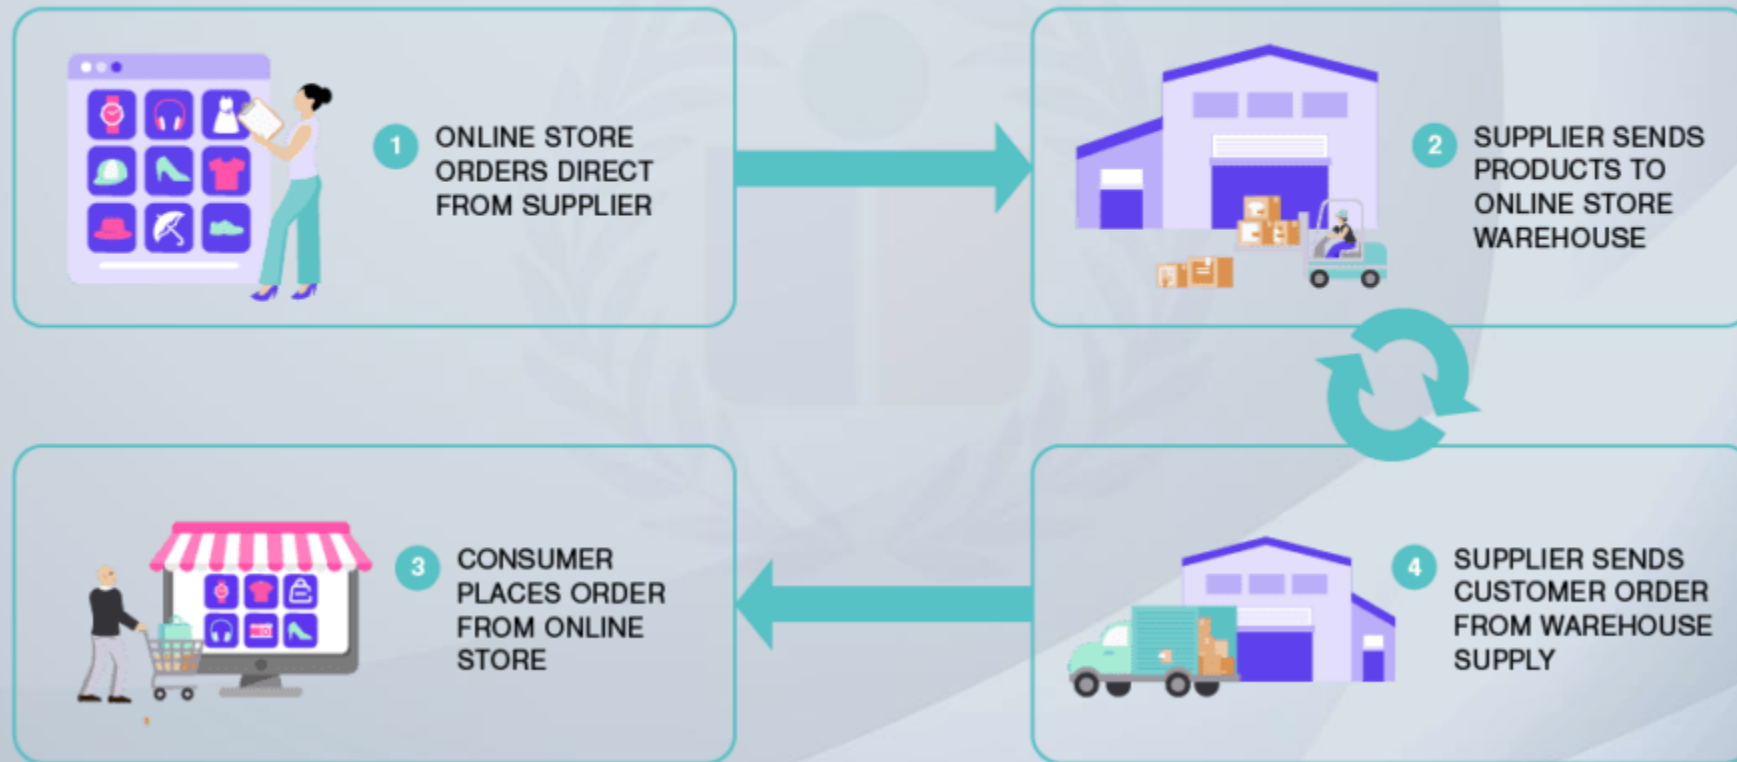 1
ONLINE STORE
ORDERS DIRECT
FROM SUPPLIER
2
SUPPLIER SENDS
PRODUCTS TO
ONLINE STORE
WAREHOUSE
3
CONSUMER
PLACES ORDER
FROM ONLINE
STORE
4
SUPPLIER SENDS
CUSTOMER ORDER
FROM WAREHOUSE
SUPPLY